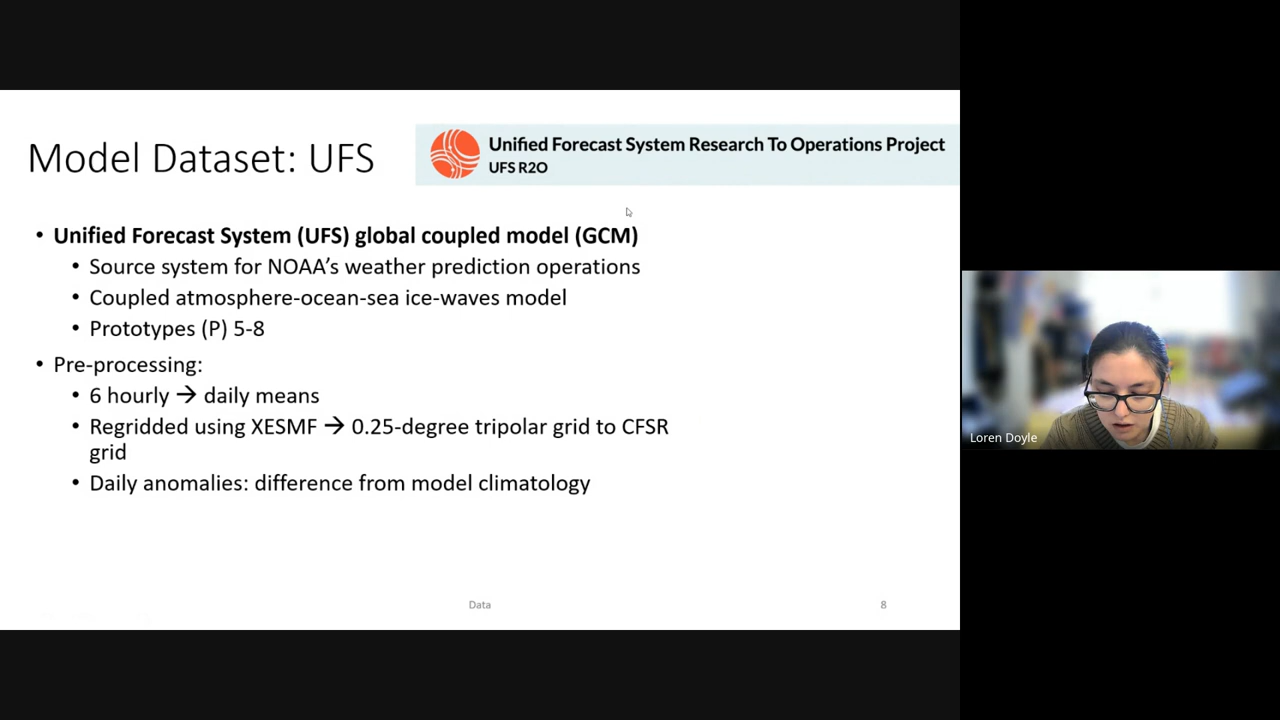 Model Dataset: UFS
Unified Forecast System Research To Operations Project
UFS R2O
• Unified Forecast System (UFS) global coupled model (GCM)
• Source system for NOAA's weather prediction operations
• Coupled atmosphere-ocean-sea ice-waves model
• Prototypes (P) 5-8
• Pre-processing:
• 6 hourly → daily means
• Regridded using XESMF → 0.25-degree tripolar grid to CFSR
grid
• Daily anomalies: difference from model climatology
Data
8
Loren Doyle